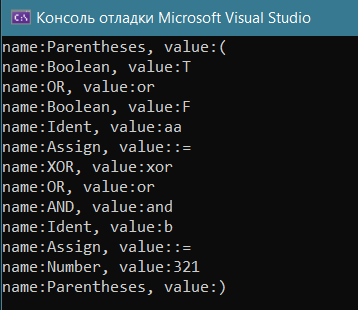 Консоль отладки Microsoft Visual Studio
name:Parentheses, value:(
name:Boolean, value:T
name:OR, value:or
name:Boolean, value:F
name:Ident, value:aa
name:Assign, value::=
name:XOR, value:xor
name:OR, value:or
name:AND, value:and
name:Ident, value:b
name:Assign, value::=
name:Number, value:321
name:Parentheses, value:)